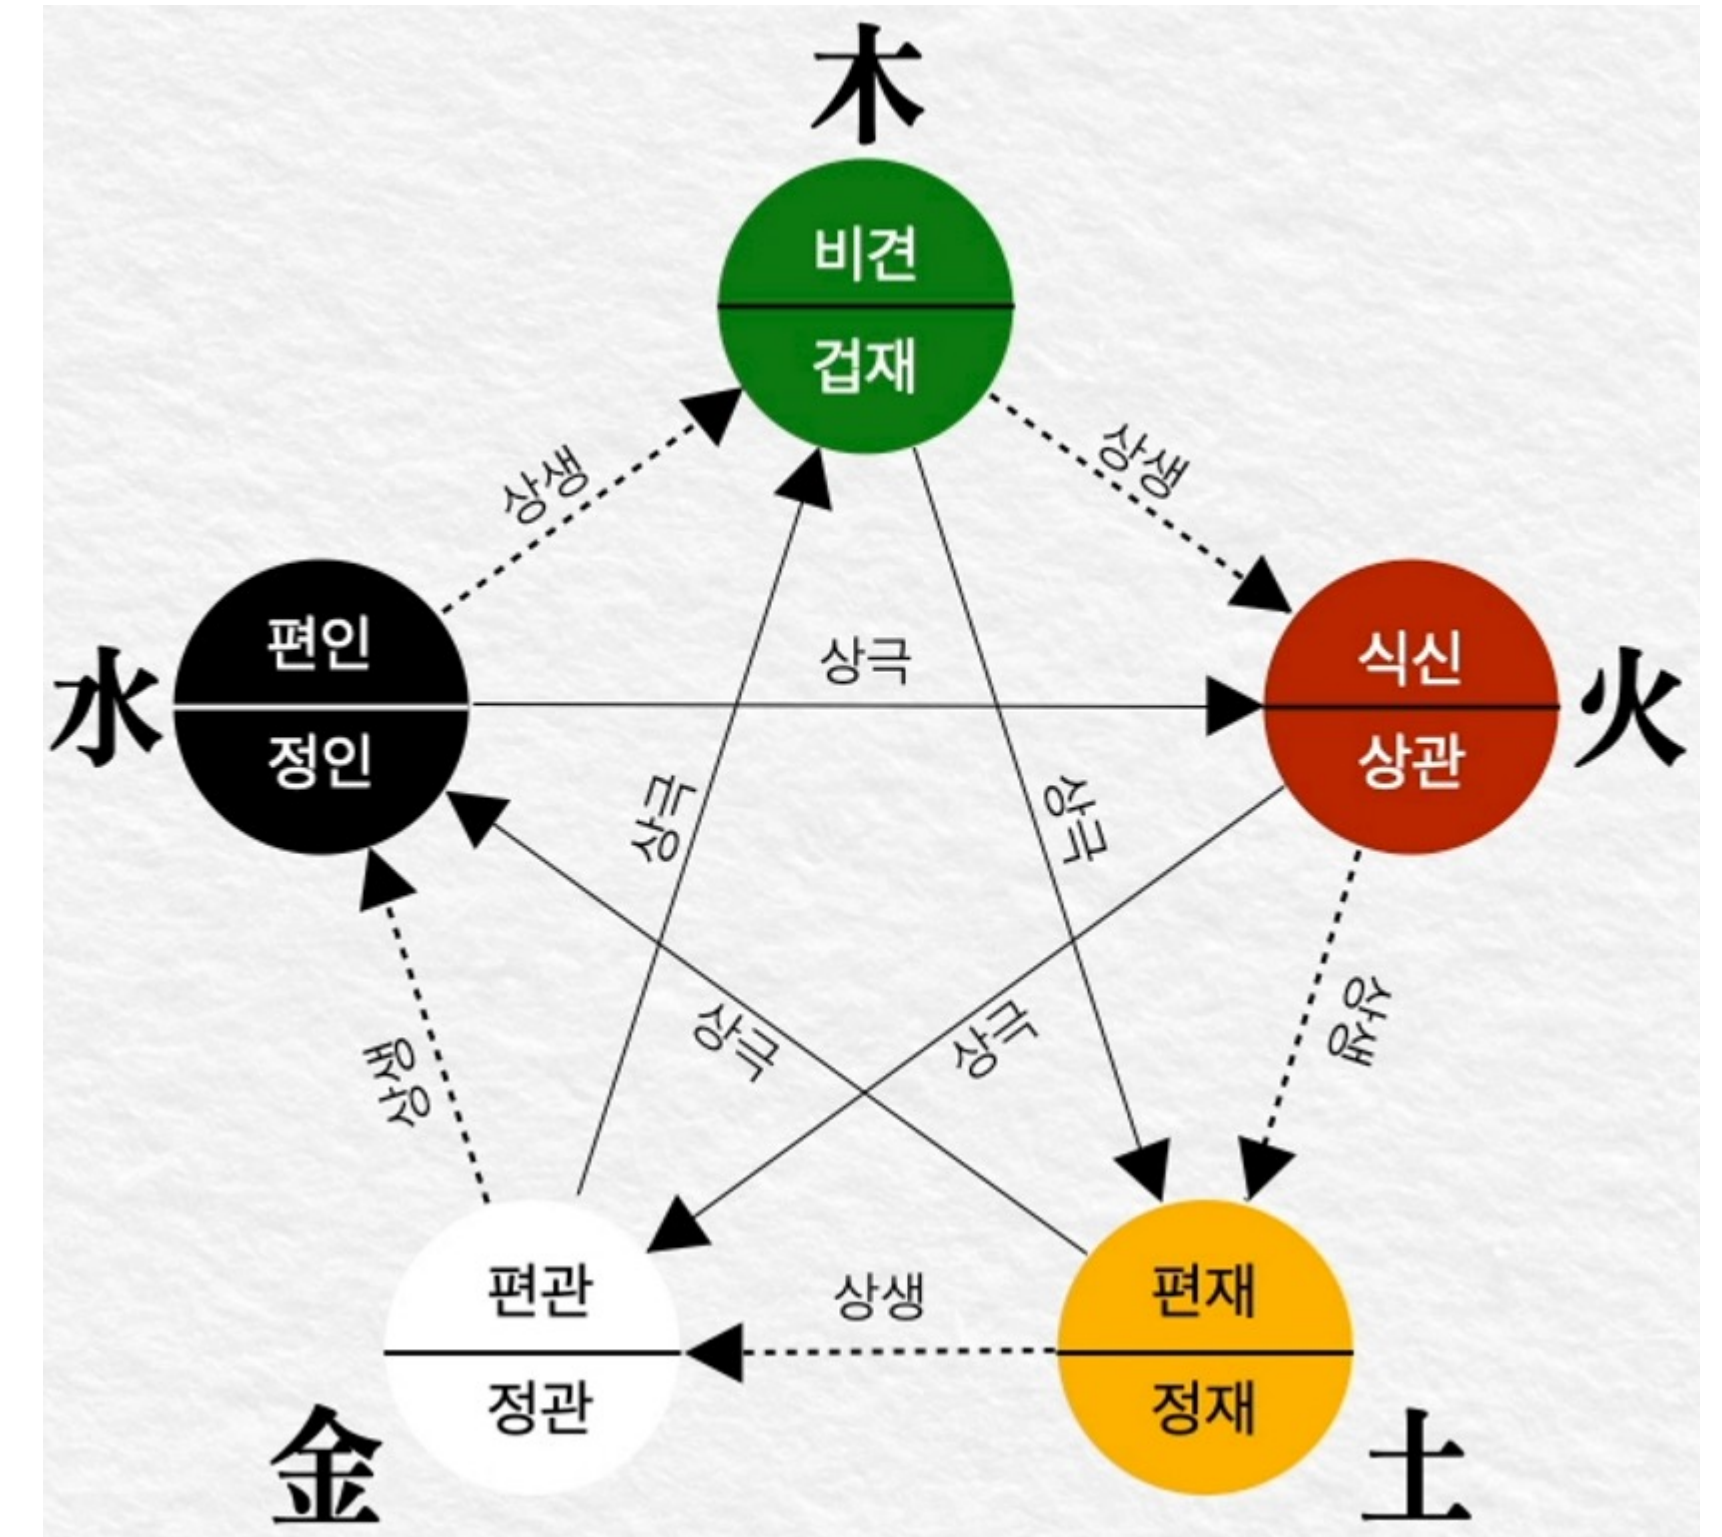 木
비견
겁재
상생
상생
水
편인
정인
상극
식신
상관
火
상극
상극
상생
상극
상극
상생
편관
정관
상생
편재
정재
金
土